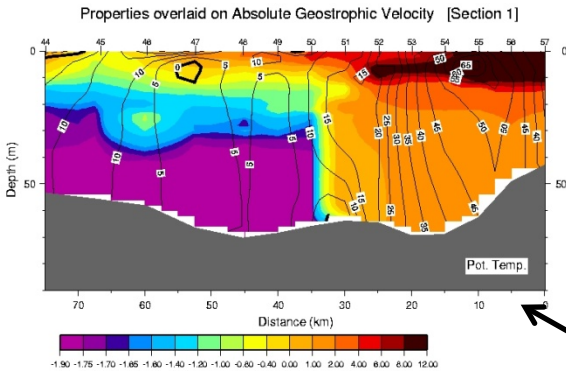 Properties overlaid on Absolute Geostrophic Velocity [Section 1]
44 45 46 47 48 49 50 51 52 53 54 55 56 57
0
50
Depth (m)
Pot. Temp.
70 60 50 40 30 20 10 0
Distance (km)
-1.90 -1.75 -1.70 -1.65 -1.60 -1.40 -1.20 -1.00 -0.80 -0.60 -0.40 0.00 1.00 2.00 4.00 6.00 8.00 12.00